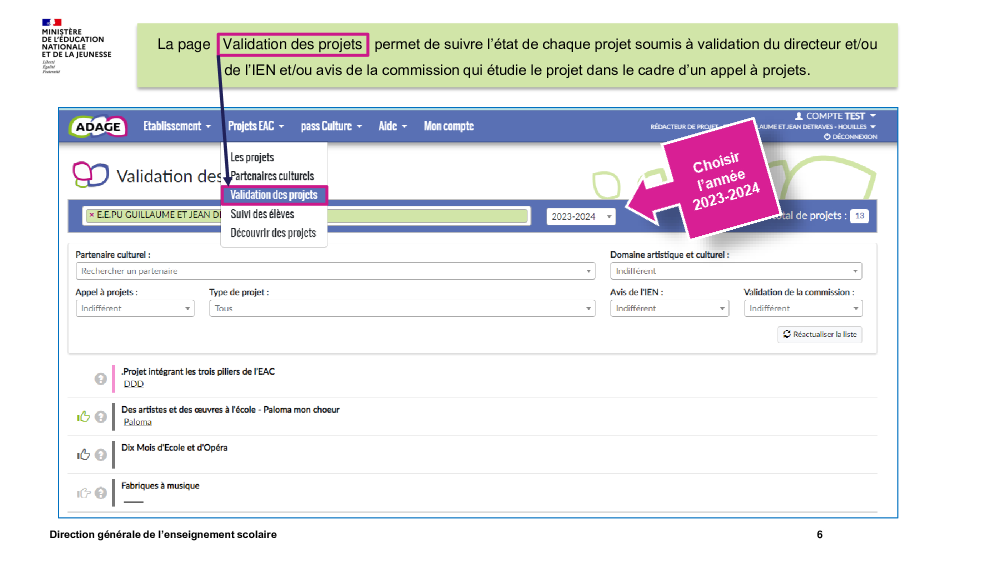 MINISTÈRE
DE L'ÉDUCATION
NATIONALE
ET DE LA JEUNESSE
Liberté
Égalité
Fraternité
La page Validation des projets permet de suivre l'état de chaque projet soumis à validation du directeur et/ou
de l'IEN et/ou avis de la commission qui étudie le projet dans le cadre d'un appel à projets.
ADAGE
Etablissement
Projets EAC
pass Culture
Aide
Mon compte
COMPTE TEST
RÉDACTEUR DE PROJET
AUME ET JEAN DETRAVES - HOUILLES
DÉCONNEXION
Les projets
Partenaires culturels
Validation des projets
Suivi des élèves
Découvrir des projets
Validation des
Choisir
l'année
2023-2024
× E.E.PU GUILLAUME ET JEAN
2023-2024
total de projets : 13
Partenaire culturel :
Rechercher un partenaire
Domaine artistique et culturel :
Indifférent
Appel à projets :
Indifférent
Type de projet :
Tous
Avis de l'IEN :
Indifférent
Validation de la commission :
Indifférent
Réactualiser la liste
.Projet intégrant les trois piliers de l'EAC
DDD
Des artistes et des œuvres à l'école - Paloma mon choeur
Paloma
Dix Mois d'Ecole et d'Opéra
Fabriques à musique
Direction générale de l'enseignement scolaire
6